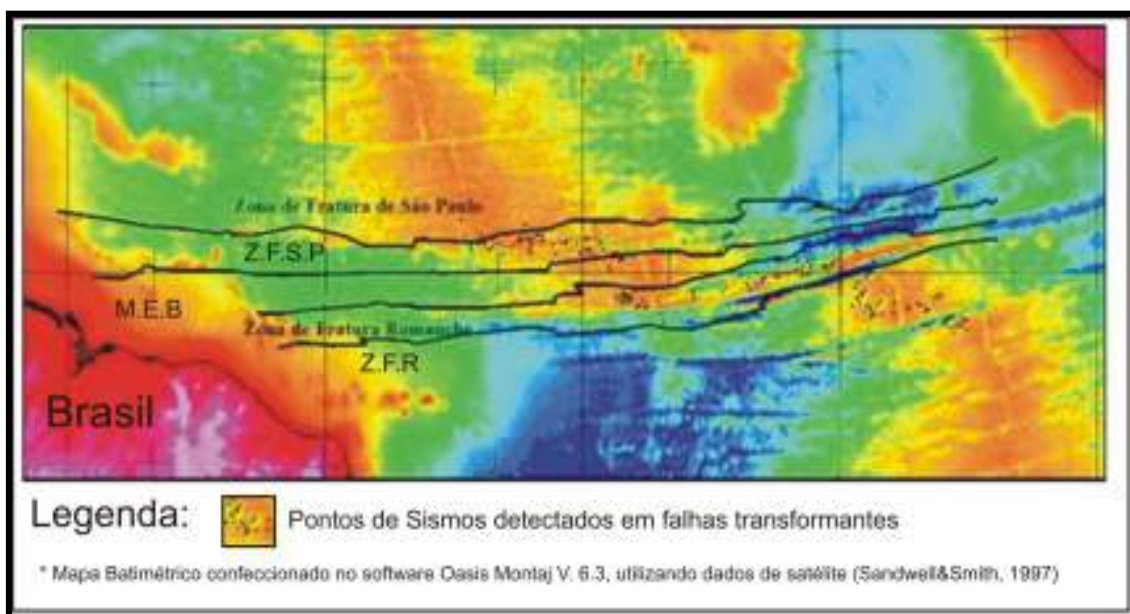 Zona de Fratura de São Paulo
Z.F.S.P
M.E.B
Zona de Fratura Romanche
Z.F.R
Brasil
Legenda:
Pontos de Sismos detectados em falhas transformantes
* Mapa Batimétrico confeccionado no software Oasis Montaj V. 6.3, utilizando dados de satélite (Sandwell&Smith, 1997)